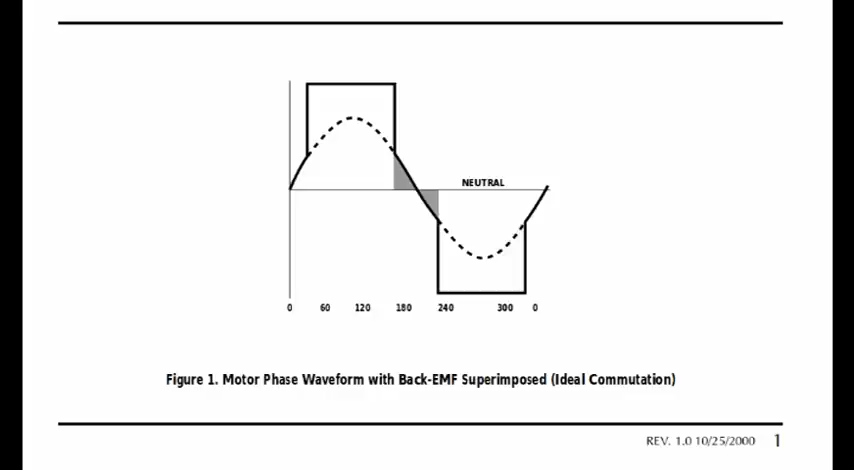 NEUTRAL
0 60 120 180 240 300 0
Figure 1. Motor Phase Waveform with Back-EMF Superimposed (Ideal Commutation)
REV. 1.0 10/25/2000 1